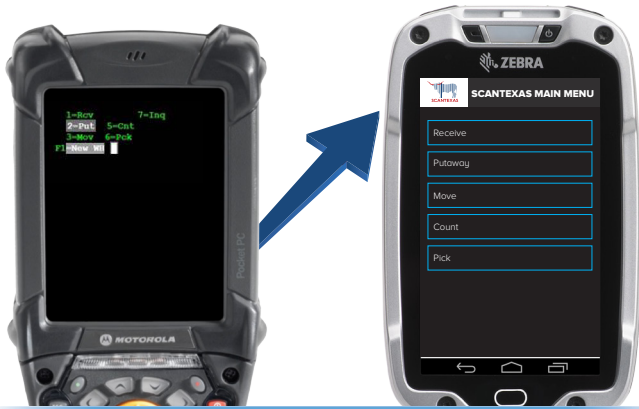 1-Rcv 7-Inq
2-Put 5-Cnt
3-Mov 6-Pck
F1-New WH
Pocket PC
MOTOROLA
ZEBRA
SCANTEXAS
SCANTEXAS MAIN MENU
Receive
Putaway
Move
Count
Pick